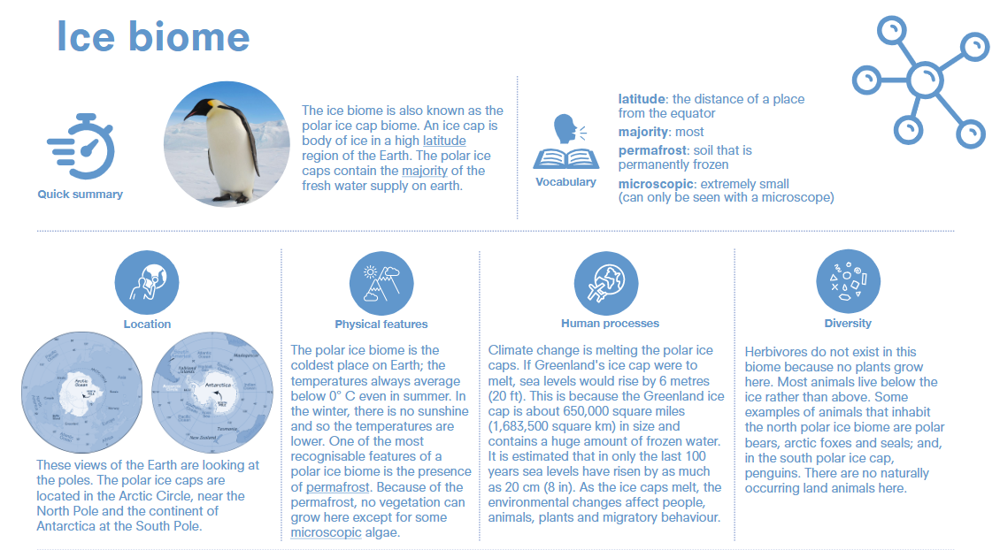 Ice biome
Quick summary
The ice biome is also known as the
polar ice cap biome. An ice cap is
body of ice in a high latitude
region of the Earth. The polar ice
caps contain the majority of the
fresh water supply on earth.
Vocabulary
latitude: the distance of a place
from the equator
majority: most
permafrost: soil that is
permanently frozen
microscopic: extremely small
(can only be seen with a microscope)
Location
Arctic
Ocean
Antarctica
Madagascar
Tasmania
New Zealand
These views of the Earth are looking at
the poles. The polar ice caps are
located in the Arctic Circle, near the
North Pole and the continent of
Antarctica at the South Pole.
Physical features
The polar ice biome is the
coldest place on Earth; the
temperatures always average
below 0° C even in summer. In
the winter, there is no sunshine
and so the temperatures are
lower. One of the most
recognisable features of a
polar ice biome is the presence
of permafrost. Because of the
permafrost, no vegetation can
grow here except for some
microscopic algae.
Human processes
Climate change is melting the polar ice
caps. If Greenland's ice cap were to
melt, sea levels would rise by 6 metres
(20 ft). This is because the Greenland ice
cap is about 650,000 square miles
(1,683,500 square km) in size and
contains a huge amount of frozen water.
It is estimated that in only the last 100
years sea levels have risen by as much
as 20 cm (8 in). As the ice caps melt, the
environmental changes affect people,
animals, plants and migratory behaviour.
Diversity
Herbivores do not exist in this
biome because no plants grow
here. Most animals live below the
ice rather than above. Some
examples of animals that inhabit
the north polar ice biome are polar
bears, arctic foxes and seals; and,
in the south polar ice cap,
penguins. There are no naturally
occurring land animals here.